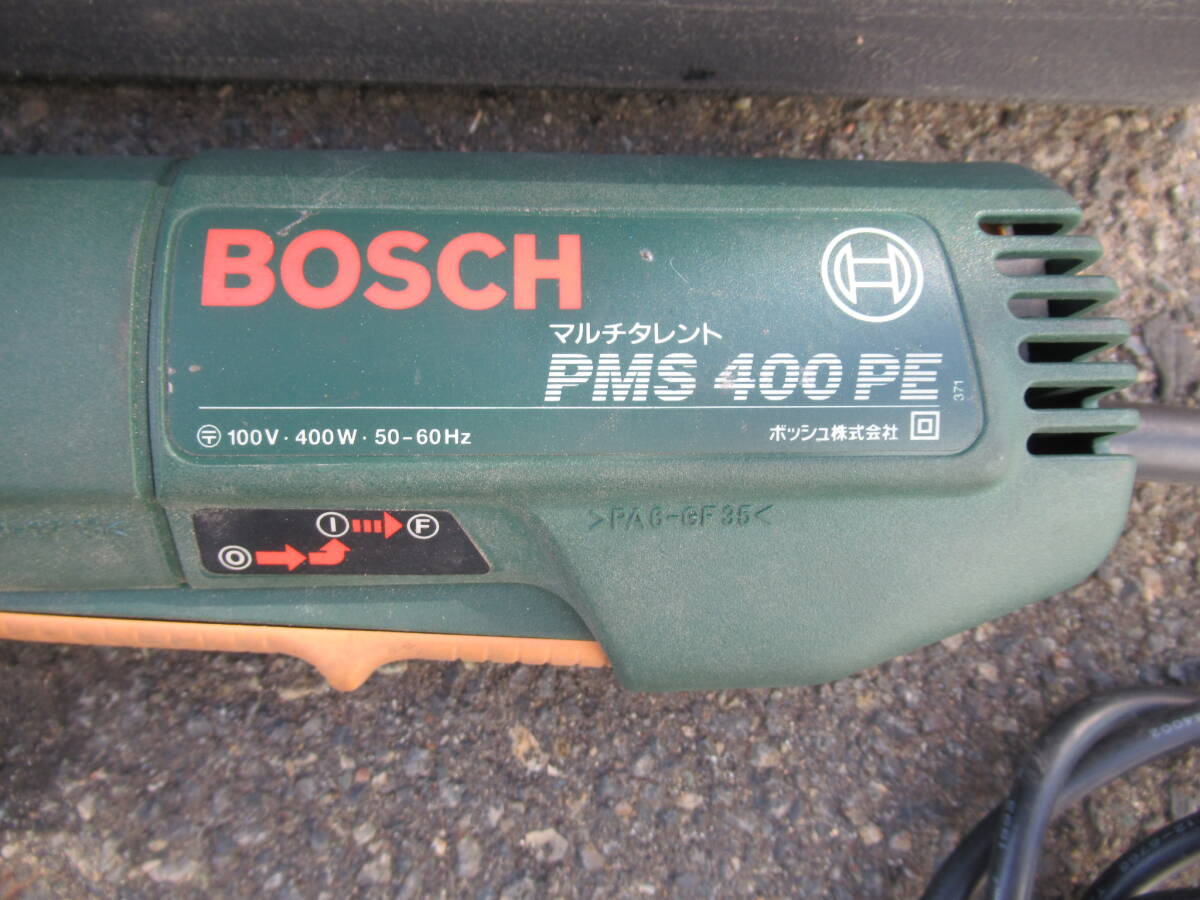 BOSCH
マルチタレント
PMS 400 PE
371
100V · 400W · 50-60Hz
ボッシュ株式会社
I F
O
>PA6-GF35<